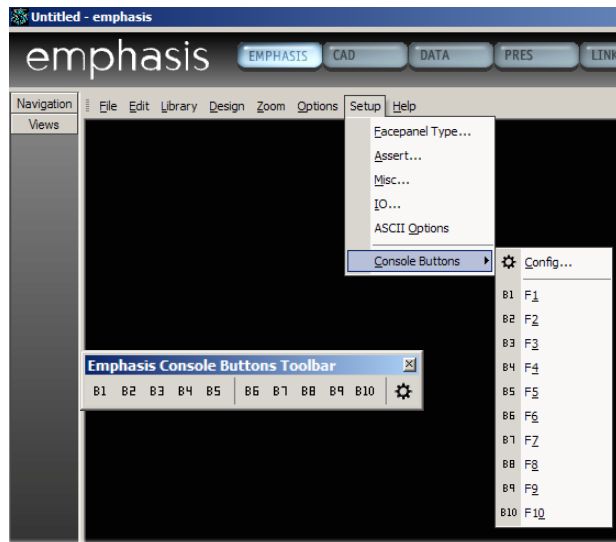 Untitled - emphasis
emphasis EMPHASIS CAD DATA PRES LINK
Navigation File Edit Library Design Zoom Options Setup Help
Views
Facepanel Type...
Assert...
Misc...
IO...
ASCII Options
Console Buttons Config...
B1 F1
B2 F2
B3 F3
B4 F4
B5 F5
B6 F6
B7 F7
B8 F8
B9 F9
B10 F10
Emphasis Console Buttons Toolbar
B1 B2 B3 B4 B5 B6 B7 B8 B9 B10